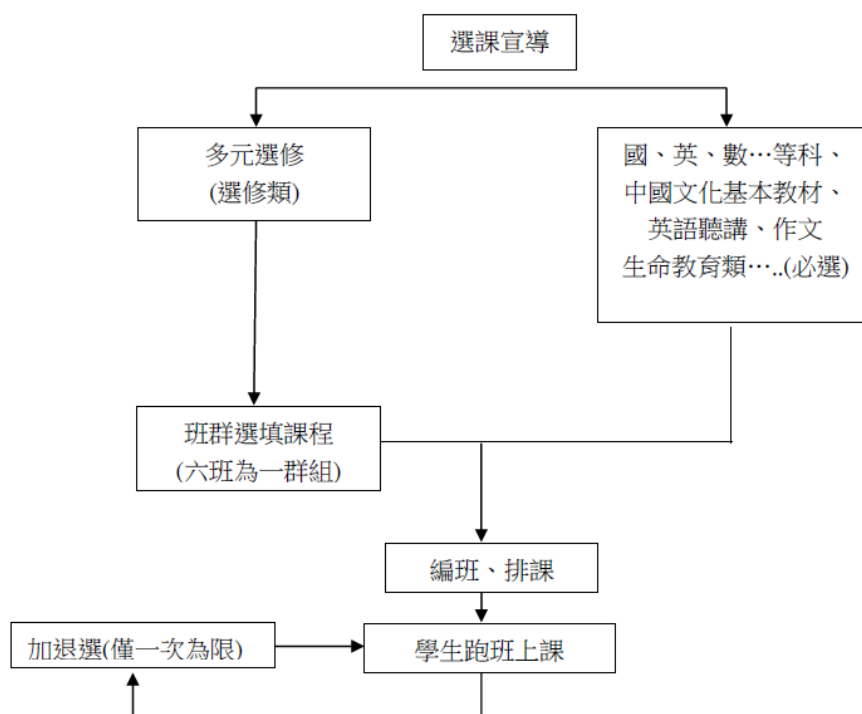 選課宣導
多元選修
(選修類)
國、英、數…等科、
中國文化基本教材、
英語聽講、作文
生命教育類…..(必選)
班群選填課程
(六班為一群組)
編班、排課
加退選(僅一次為限)
學生跑班上課